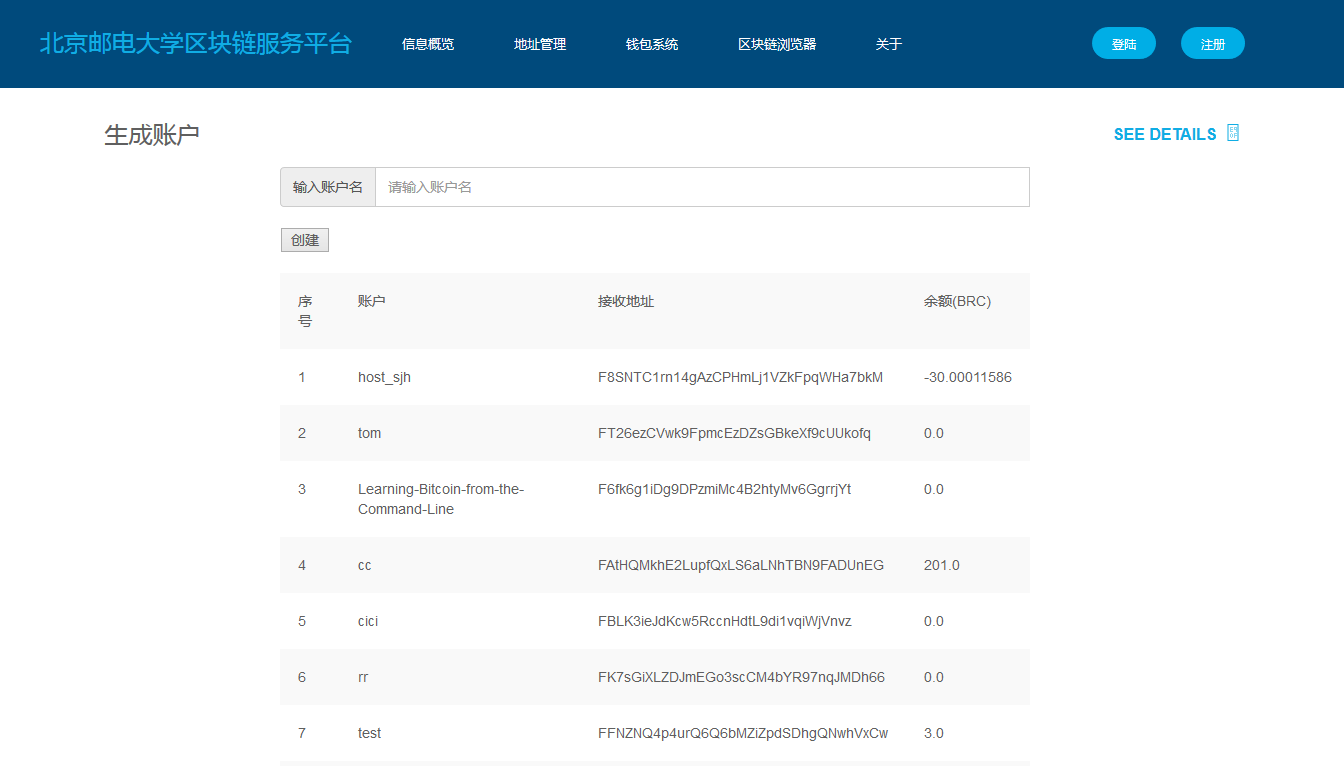 北京邮电大学区块链服务平台 信息概览 地址管理 钱包系统 区块链浏览器 关于 登陆 注册
生成账户 SEE DETAILS
输入账户名 请输入账户名
创建
序号 账户 接收地址 余额(BRC)
1 host_sjh F8SNTC1rn14gAzCPHmLj1VZkFpqWHa7bkM -30.00011586
2 tom FT26ezCVwk9FpmcEzDZsGBkeXf9cUUkofq 0.0
3 Learning-Bitcoin-from-the- F6fk6g1iDg9DPzmiMc4B2htyMv6GgrrjYt 0.0
Command-Line
4 cc FAtHQMkhE2LupfQxLS6aLNhTBN9FADUnEG 201.0
5 cici FBLK3ieJdKcw5RccnHdtL9di1vqiWjVnvz 0.0
6 rr FK7sGiXLZDJmEGo3scCM4bYR97nqJMDh66 0.0
7 test FFNZNQ4p4urQ6Q6bMZiZpdSDhgQNwhVxCw 3.0